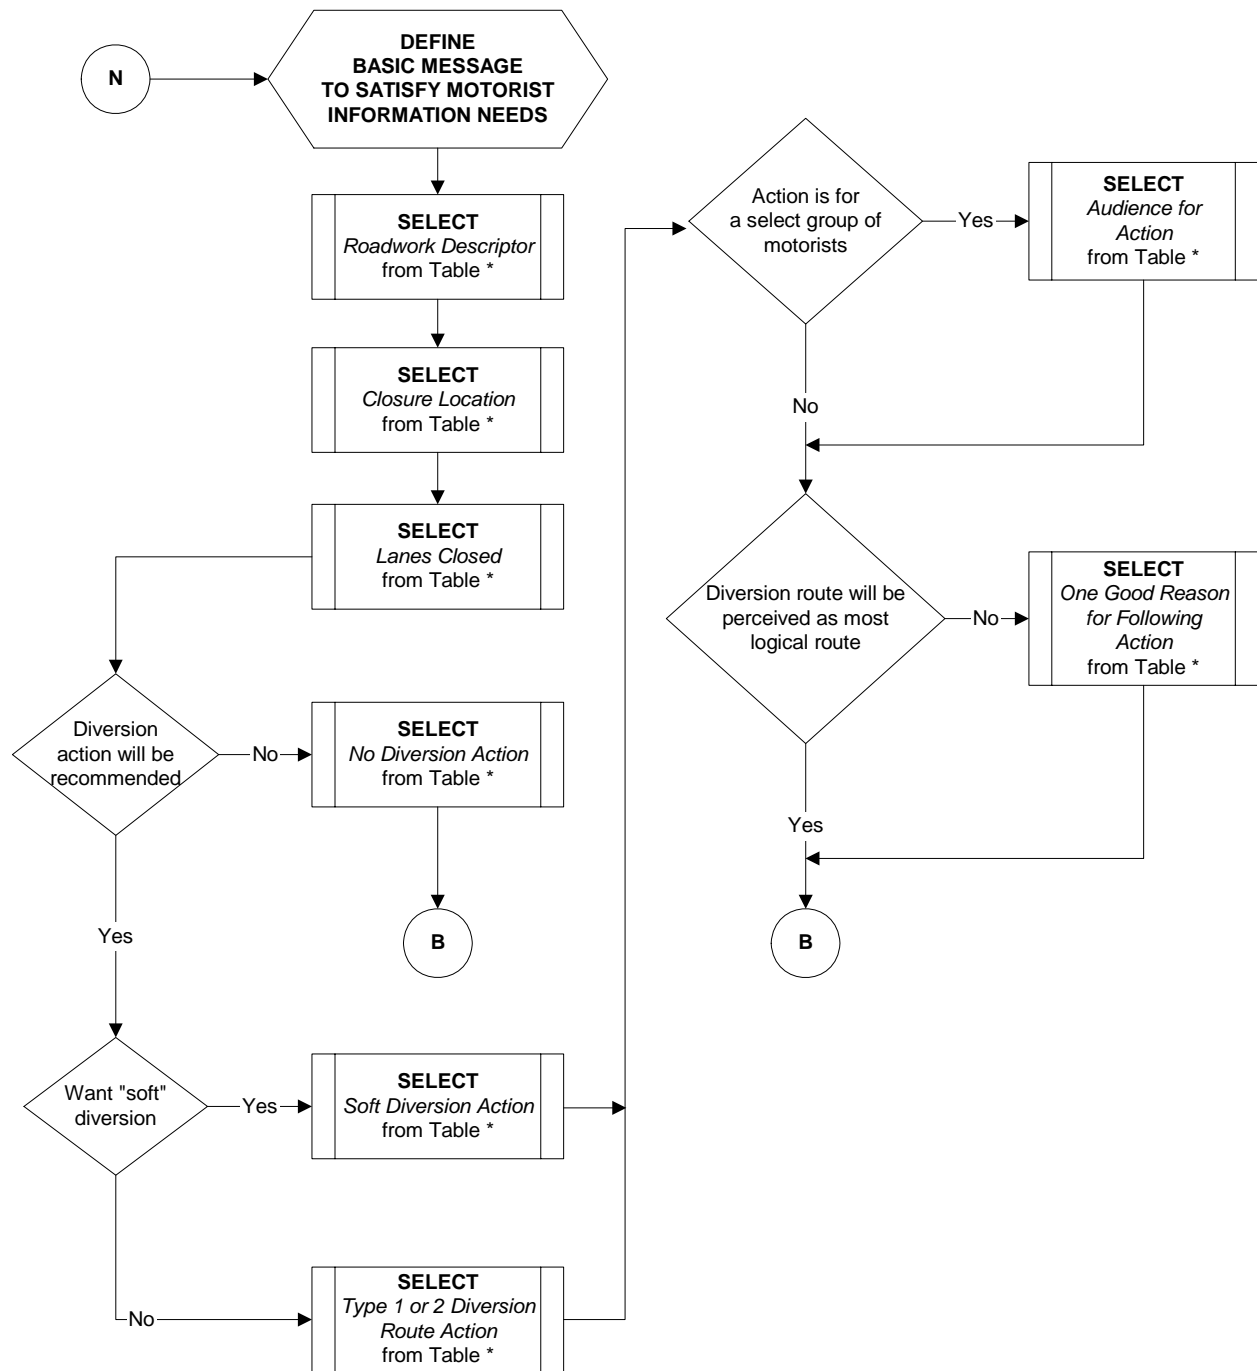 N
DEFINE
BASIC MESSAGE
TO SATISFY MOTORIST
INFORMATION NEEDS
SELECT
Roadwork Descriptor
from Table *
SELECT
Closure Location
from Table *
SELECT
Lanes Closed
from Table *
Diversion
action will be
recommended
No
SELECT
No Diversion Action
from Table *
B
Yes
Want "soft"
diversion
Yes
SELECT
Soft Diversion Action
from Table *
No
SELECT
Type 1 or 2 Diversion
Route Action
from Table *
Action is for
a select group of
motorists
Yes
SELECT
Audience for
Action
from Table *
No
Diversion route will be
perceived as most
logical route
No
SELECT
One Good Reason
for Following
Action
from Table *
Yes
B